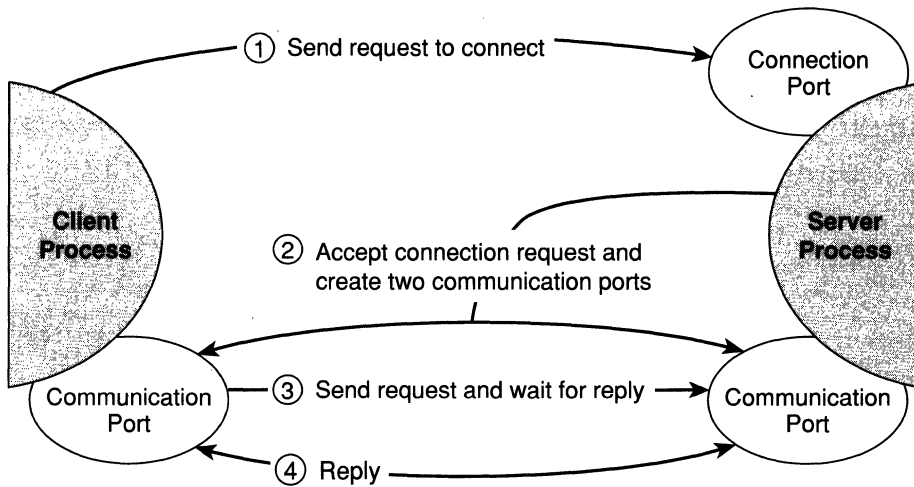 ① Send request to connect
Connection
Port
Client
Process
Server
Process
② Accept connection request and
create two communication ports
Communication
Port
③ Send request and wait for reply
Communication
Port
④ Reply